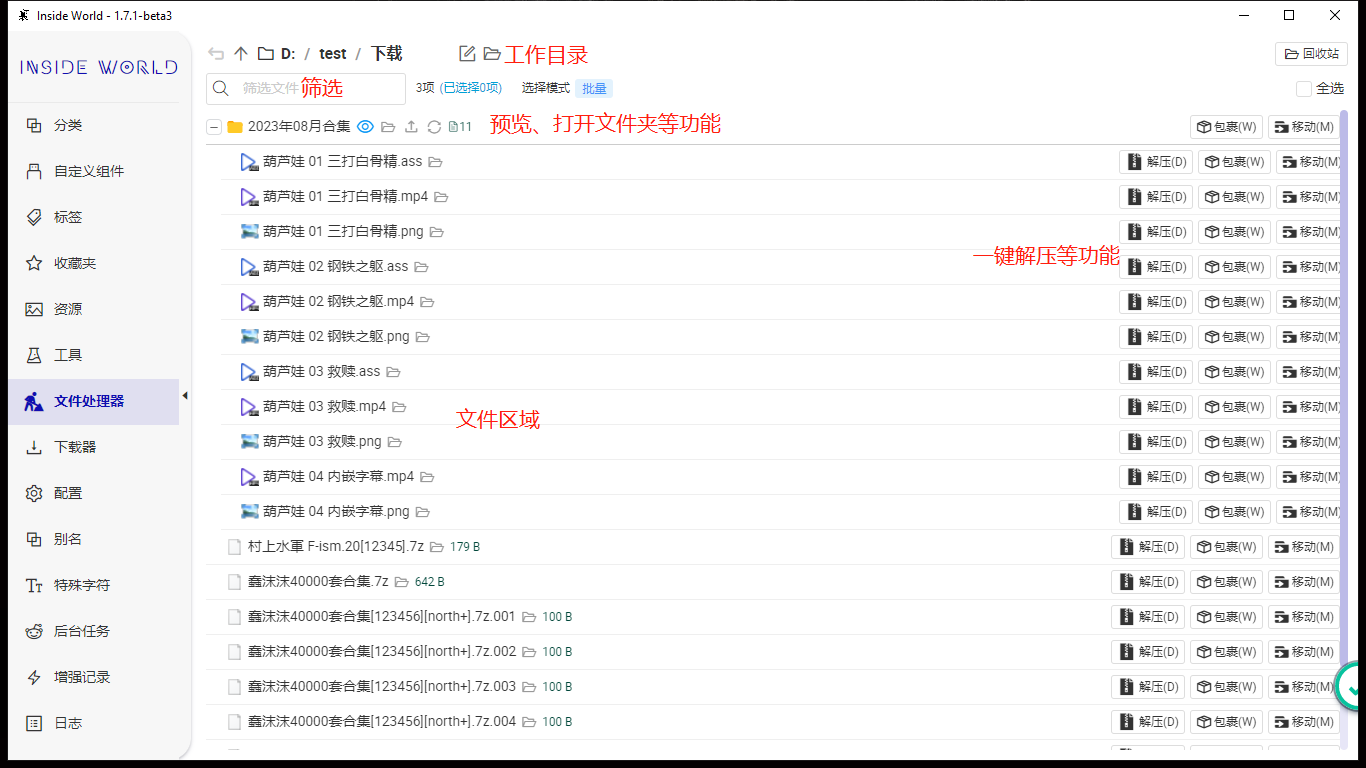 Inside World - 1.7.1-beta3
INSIDE WORLD
分类
自定义组件
标签
收藏夹
资源
工具
文件处理器
下载器
配置
别名
特殊字符
后台任务
增强记录
日志
D: / test / 下载 工作目录 回收站
筛选文件 筛选 3项 (已选择0项) 选择模式 批量 全选
2023年08月合集 11 预览、打开文件夹等功能 包裹(W) 移动(M)
葫芦娃 01 三打白骨精.ass 解压(D) 包裹(W) 移动(M)
葫芦娃 01 三打白骨精.mp4 解压(D) 包裹(W) 移动(M)
葫芦娃 01 三打白骨精.png 解压(D) 包裹(W) 移动(M)
一键解压等功能
葫芦娃 02 钢铁之躯.ass 解压(D) 包裹(W) 移动(M)
葫芦娃 02 钢铁之躯.mp4 解压(D) 包裹(W) 移动(M)
葫芦娃 02 钢铁之躯.png 解压(D) 包裹(W) 移动(M)
葫芦娃 03 救赎.ass 解压(D) 包裹(W) 移动(M)
葫芦娃 03 救赎.mp4 解压(D) 包裹(W) 移动(M)
文件区域
葫芦娃 03 救赎.png 解压(D) 包裹(W) 移动(M)
葫芦娃 04 内嵌字幕.mp4 解压(D) 包裹(W) 移动(M)
葫芦娃 04 内嵌字幕.png 解压(D) 包裹(W) 移动(M)
村上水軍 F-ism.20[12345].7z 179 B 解压(D) 包裹(W) 移动(M)
蠢沫沫40000套合集.7z 642 B 解压(D) 包裹(W) 移动(M)
蠢沫沫40000套合集[123456][north+].7z.001 100 B 解压(D) 包裹(W) 移动(M)
蠢沫沫40000套合集[123456][north+].7z.002 100 B 解压(D) 包裹(W) 移动(M)
蠢沫沫40000套合集[123456][north+].7z.003 100 B 解压(D) 包裹(W) 移动(M)
蠢沫沫40000套合集[123456][north+].7z.004 100 B 解压(D) 包裹(W) 移动(M)